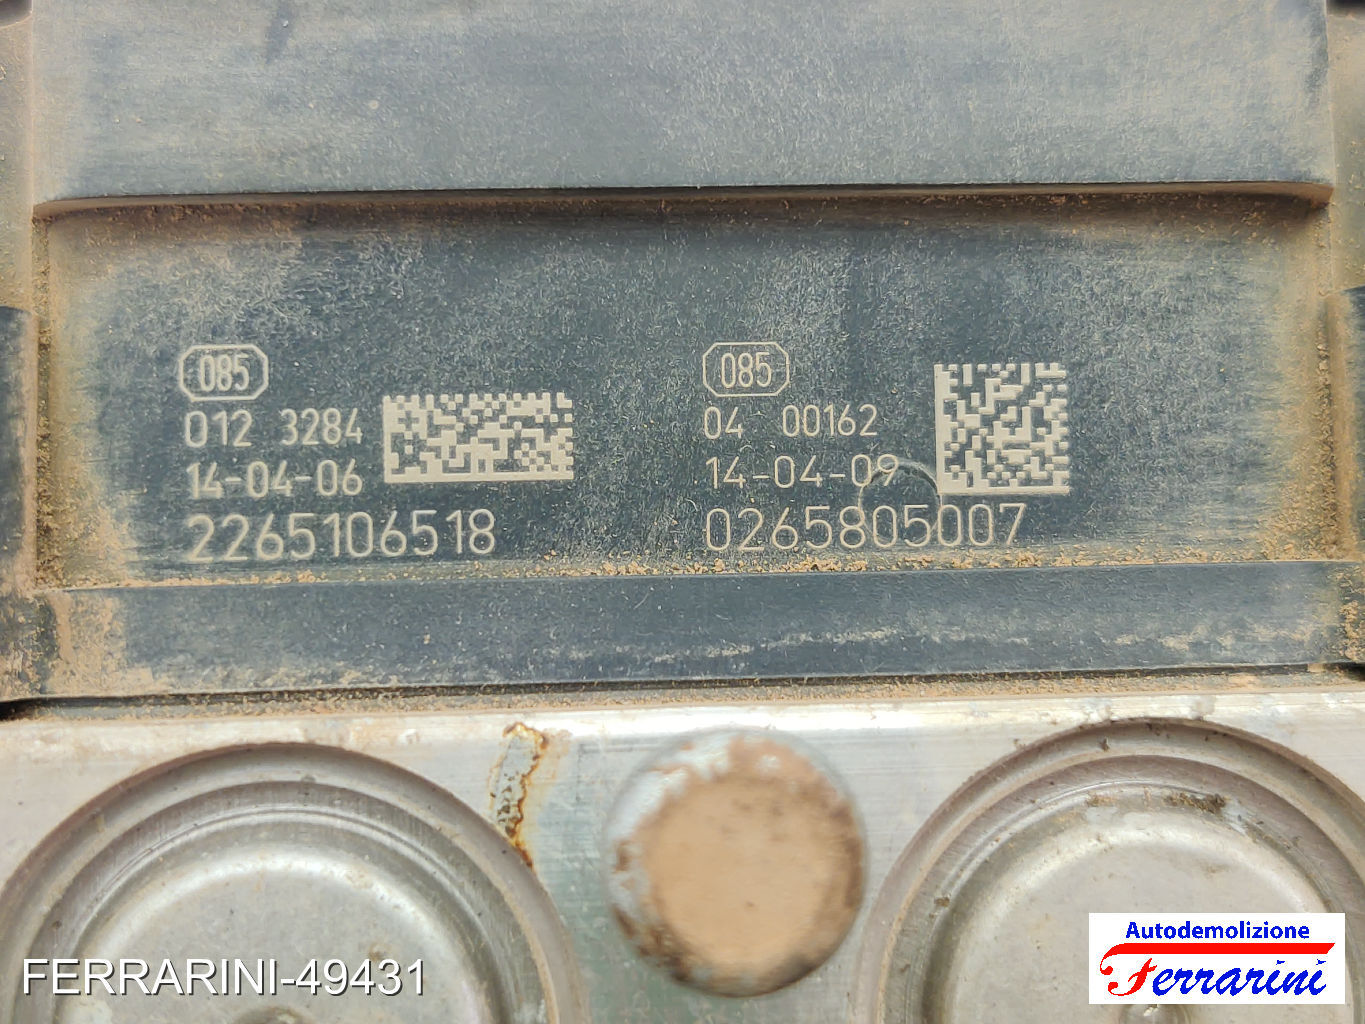 085
012 3284
14-04-06
2265106518
085
04 00162
14-04-09
0265805007
FERRARINI-49431
Autodemolizione
Ferrarini